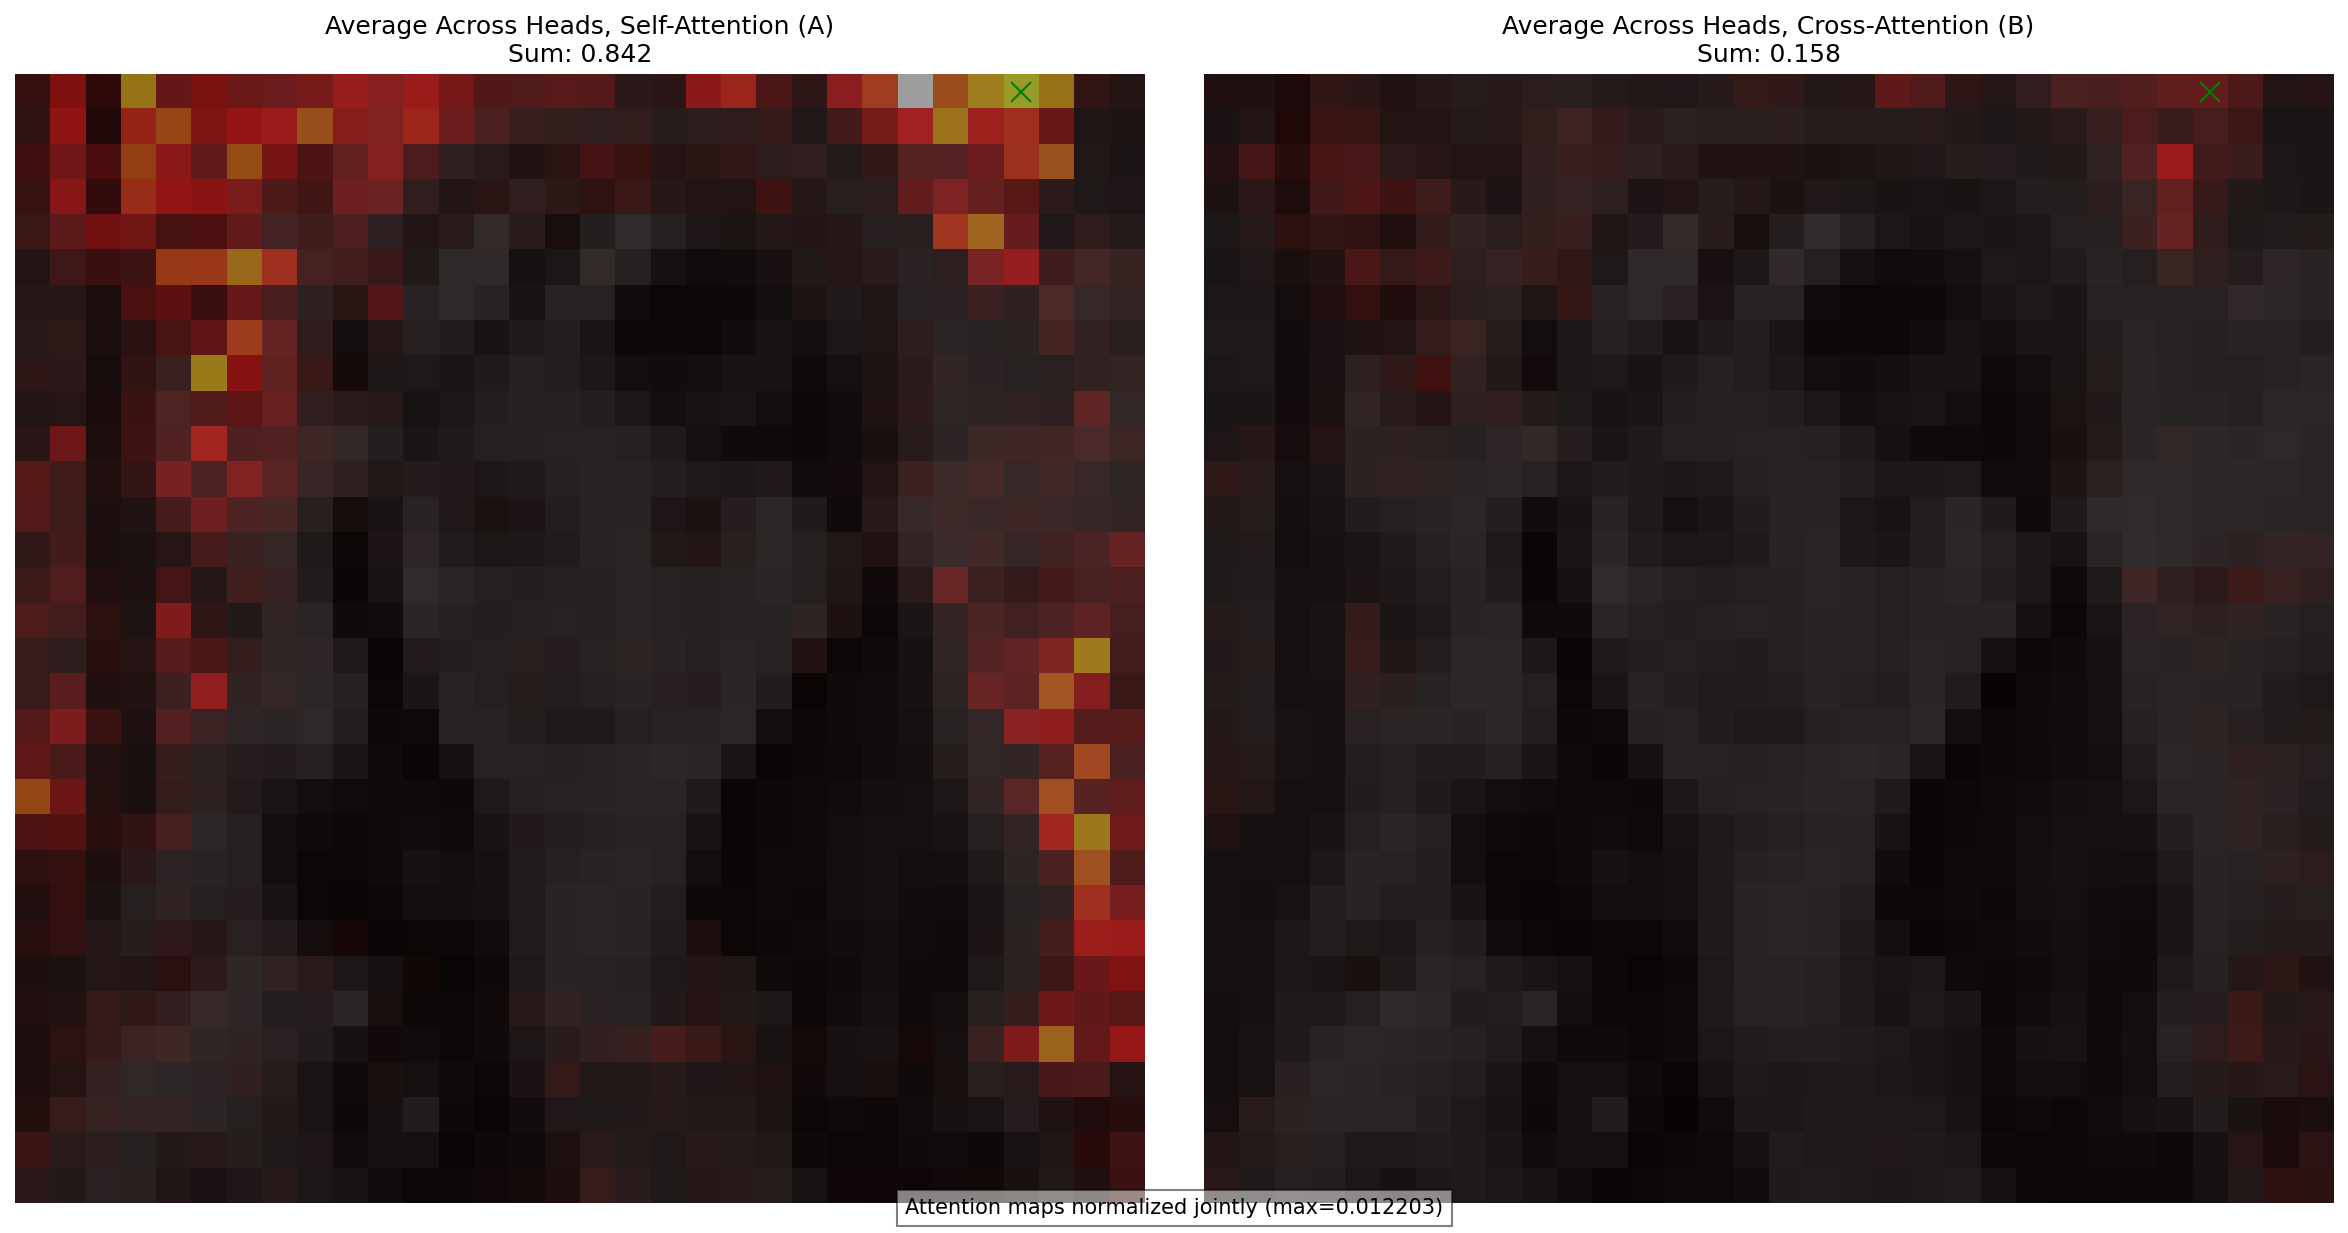 Average Across Heads, Self-Attention (A)
Sum: 0.842
Average Across Heads, Cross-Attention (B)
Sum: 0.158
Attention maps normalized jointly (max=0.012203)